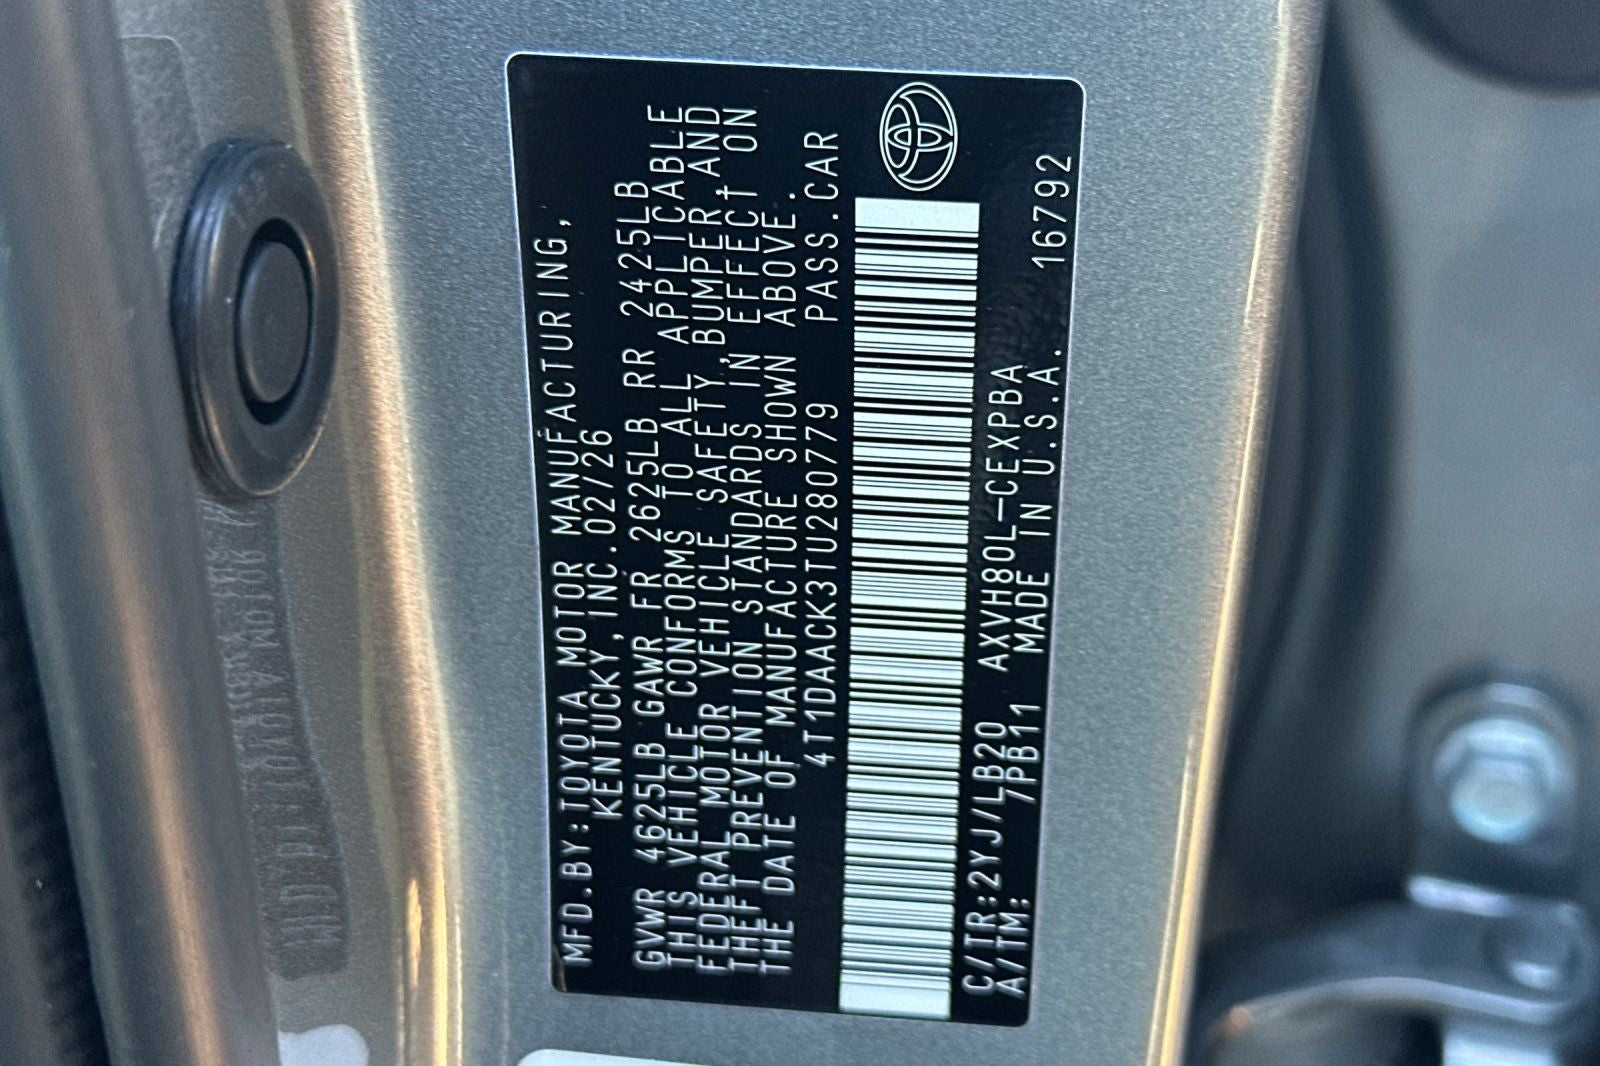 MFD.BY:TOYOTA MOTOR MANUFACTURING,
KENTUCKY, INC.02/26
GVWR 4625LB GAWR FR 2625LB RR 2425LB
THIS VEHICLE CONFORMS TO ALL APPLICABLE
FEDERAL MOTOR VEHICLE SAFETY, BUMPER, AND
THEFT PREVENTION STANDARDS IN EFFECT ON
THE DATE OF MANUFACTURE SHOWN ABOVE.
4T1DAACK3TU280779 PASS.CAR
C/TR:2YJ/LB20 AXVH80L-CEXPBA
A/TM: 7PB11 MADE IN U.S.A. 16792